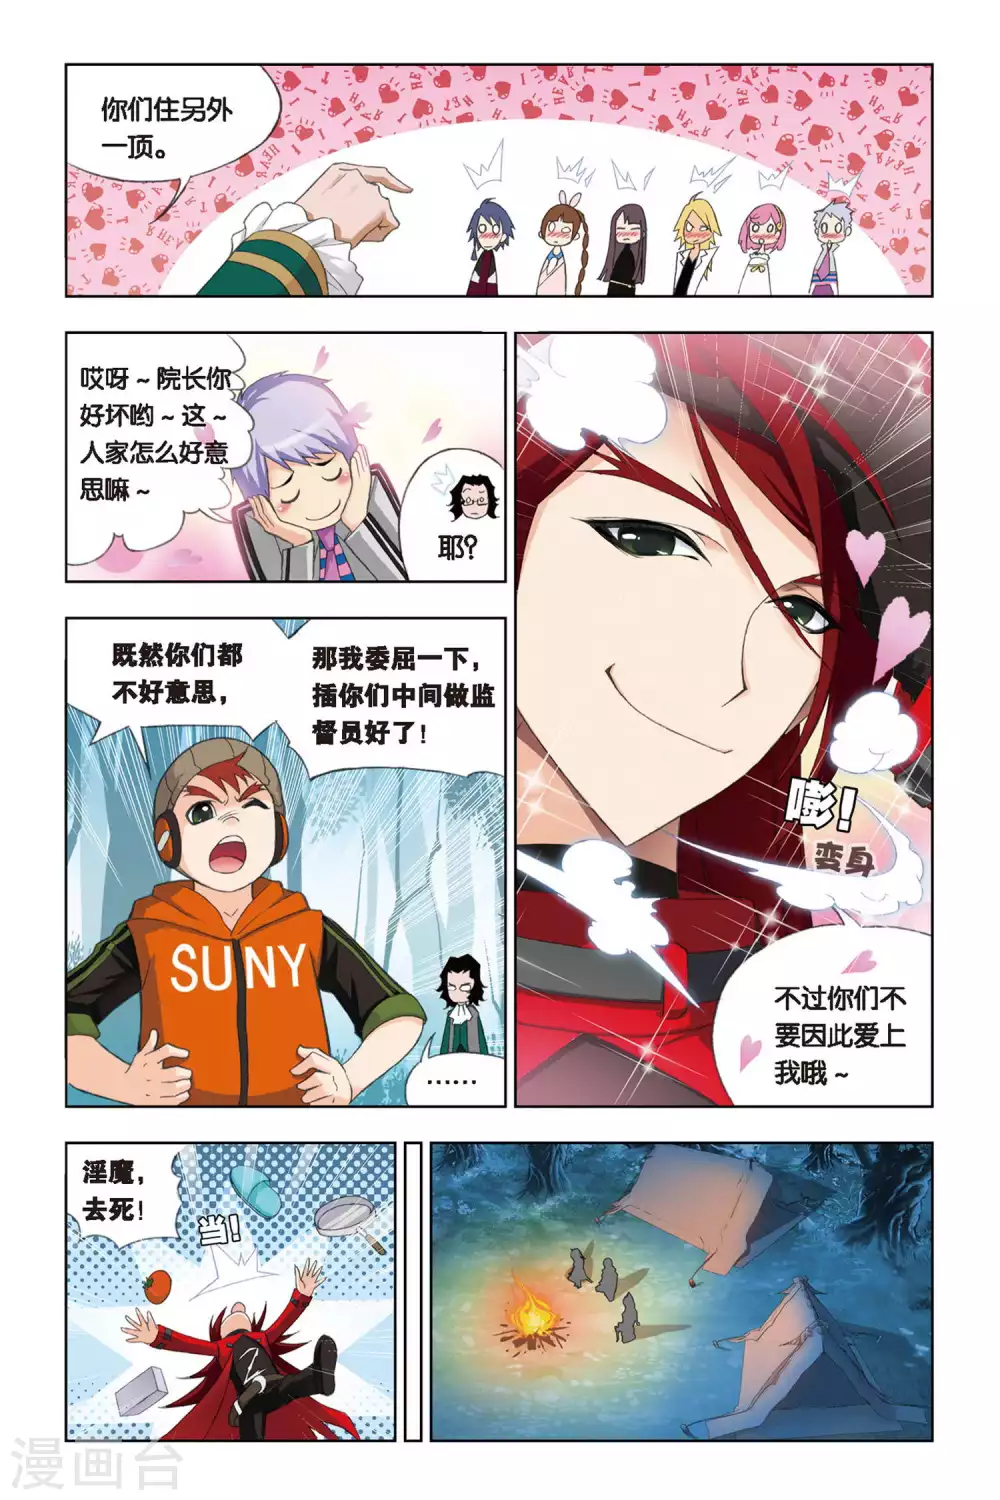 你们住另外
一顶。
哎呀～院长你
好坏哟～这～
人家怎么好意
思嘛～
耶?
既然你们都
不好意思，
那我委屈一下，
插你们中间做监
督员好了!
SUNY
……
嘭!
变身
不过你们不
要因此爱上
我哦～
淫魔，
去死!
当!
漫画台